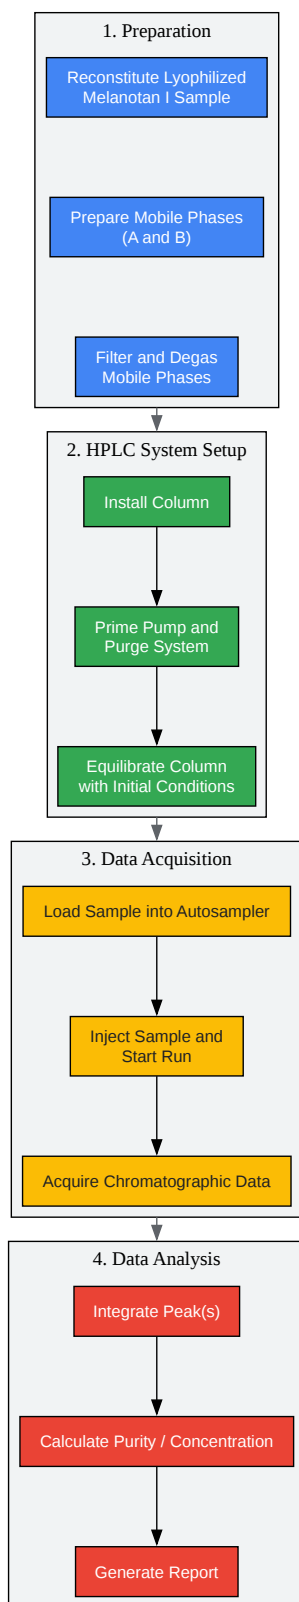 1. Preparation
Reconstitute Lyophilized
Melanotan I Sample
Prepare Mobile Phases
(A and B)
Filter and Degas
Mobile Phases
2. HPLC System Setup
Install Column
Prime Pump and
Purge System
Equilibrate Column
with Initial Conditions
3. Data Acquisition
Load Sample into Autosampler
Inject Sample and
Start Run
Acquire Chromatographic Data
4. Data Analysis
Integrate Peak(s)
Calculate Purity / Concentration
Generate Report